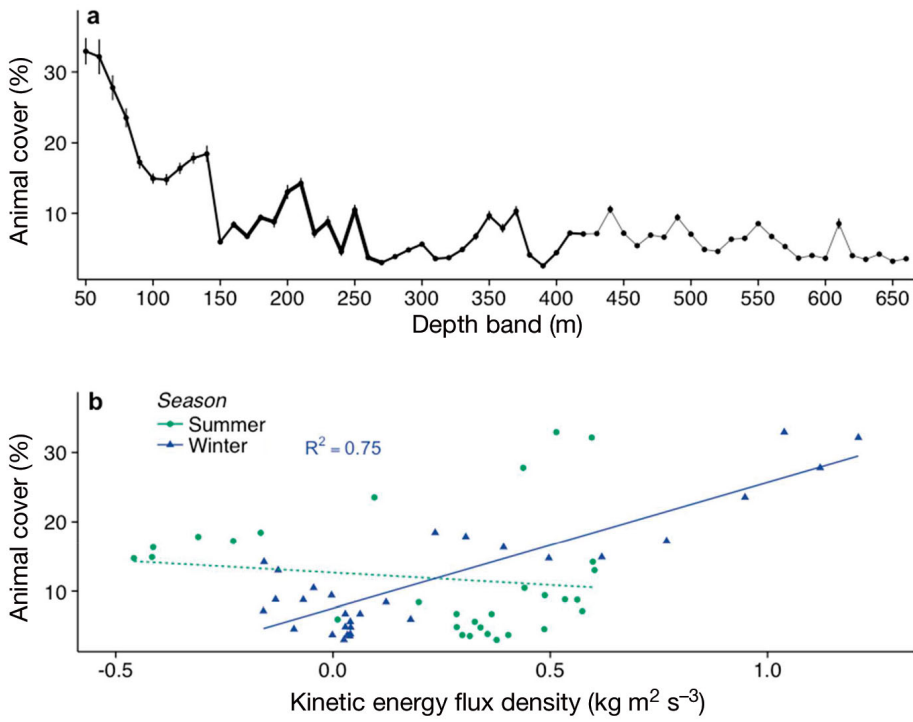 a
Animal cover (%)
30
20
10
50 100 150 200 250 300 350 400 450 500 550 600 650
Depth band (m)
b
Season
Summer
Winter
R² = 0.75
Animal cover (%)
30
20
10
-0.5 0.0 0.5 1.0
Kinetic energy flux density (kg m² s⁻³)